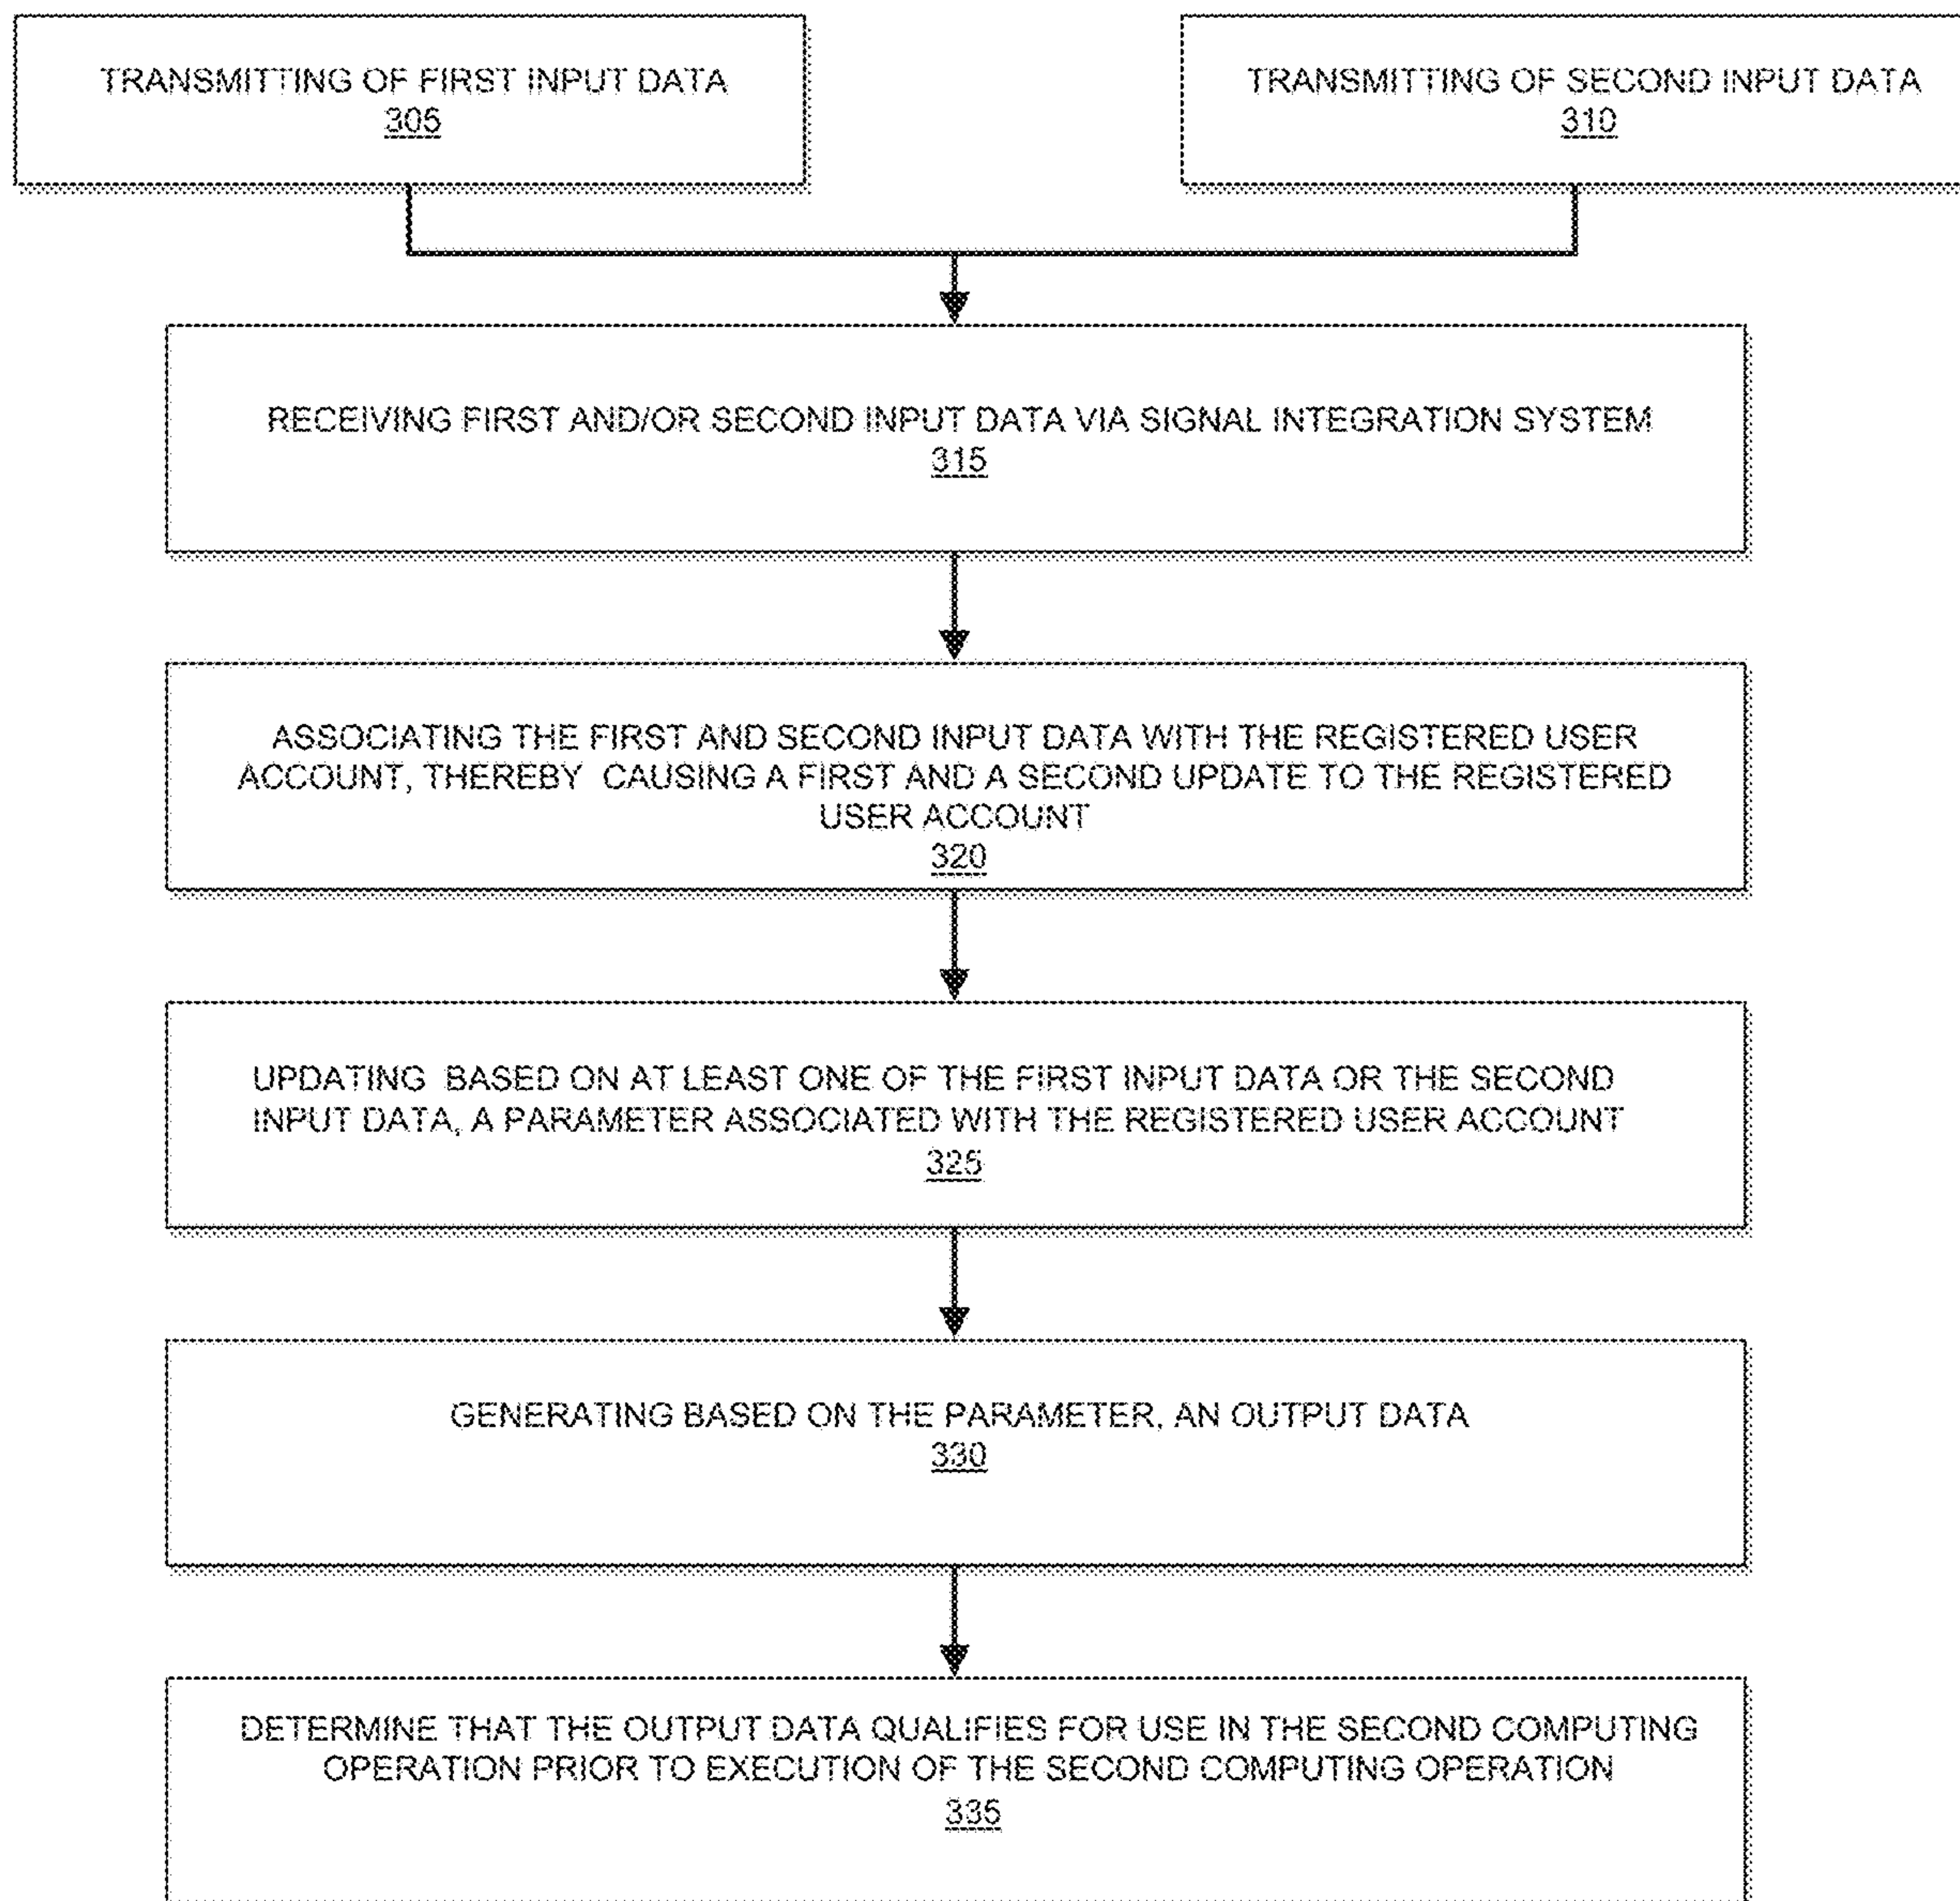 TRANSMITTING OF FIRST INPUT DATA
305
TRANSMITTING OF SECOND INPUT DATA
310
RECEIVING FIRST AND/OR SECOND INPUT DATA VIA SIGNAL INTEGRATION SYSTEM
315
ASSOCIATING THE FIRST AND SECOND INPUT DATA WITH THE REGISTERED USER
ACCOUNT, THEREBY CAUSING A FIRST AND A SECOND UPDATE TO THE REGISTERED
USER ACCOUNT
320
UPDATING BASED ON AT LEAST ONE OF THE FIRST INPUT DATA OR THE SECOND
INPUT DATA, A PARAMETER ASSOCIATED WITH THE REGISTERED USER ACCOUNT
325
GENERATING BASED ON THE PARAMETER, AN OUTPUT DATA
330
DETERMINE THAT THE OUTPUT DATA QUALIFIES FOR USE IN THE SECOND COMPUTING
OPERATION PRIOR TO EXECUTION OF THE SECOND COMPUTING OPERATION
335